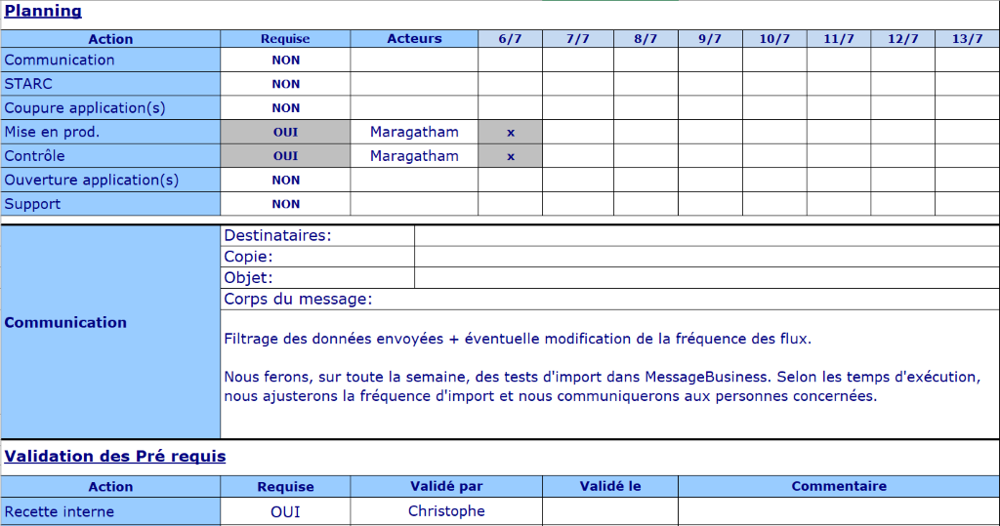 Planning
Action Requise Acteurs 6/7 7/7 8/7 9/7 10/7 11/7 12/7 13/7
Communication NON
STARC NON
Coupure application(s) NON
Mise en prod. OUI Maragatham x
Contrôle OUI Maragatham x
Ouverture application(s) NON
Support NON
Communication
Destinataires:
Copie:
Objet:
Corps du message:
Filtrage des données envoyées + éventuelle modification de la fréquence des flux.
Nous ferons, sur toute la semaine, des tests d'import dans MessageBusiness. Selon les temps d'exécution,
nous ajusterons la fréquence d'import et nous communiquerons aux personnes concernées.
Validation des Pré requis
Action Requise Validé par Validé le Commentaire
Recette interne OUI Christophe